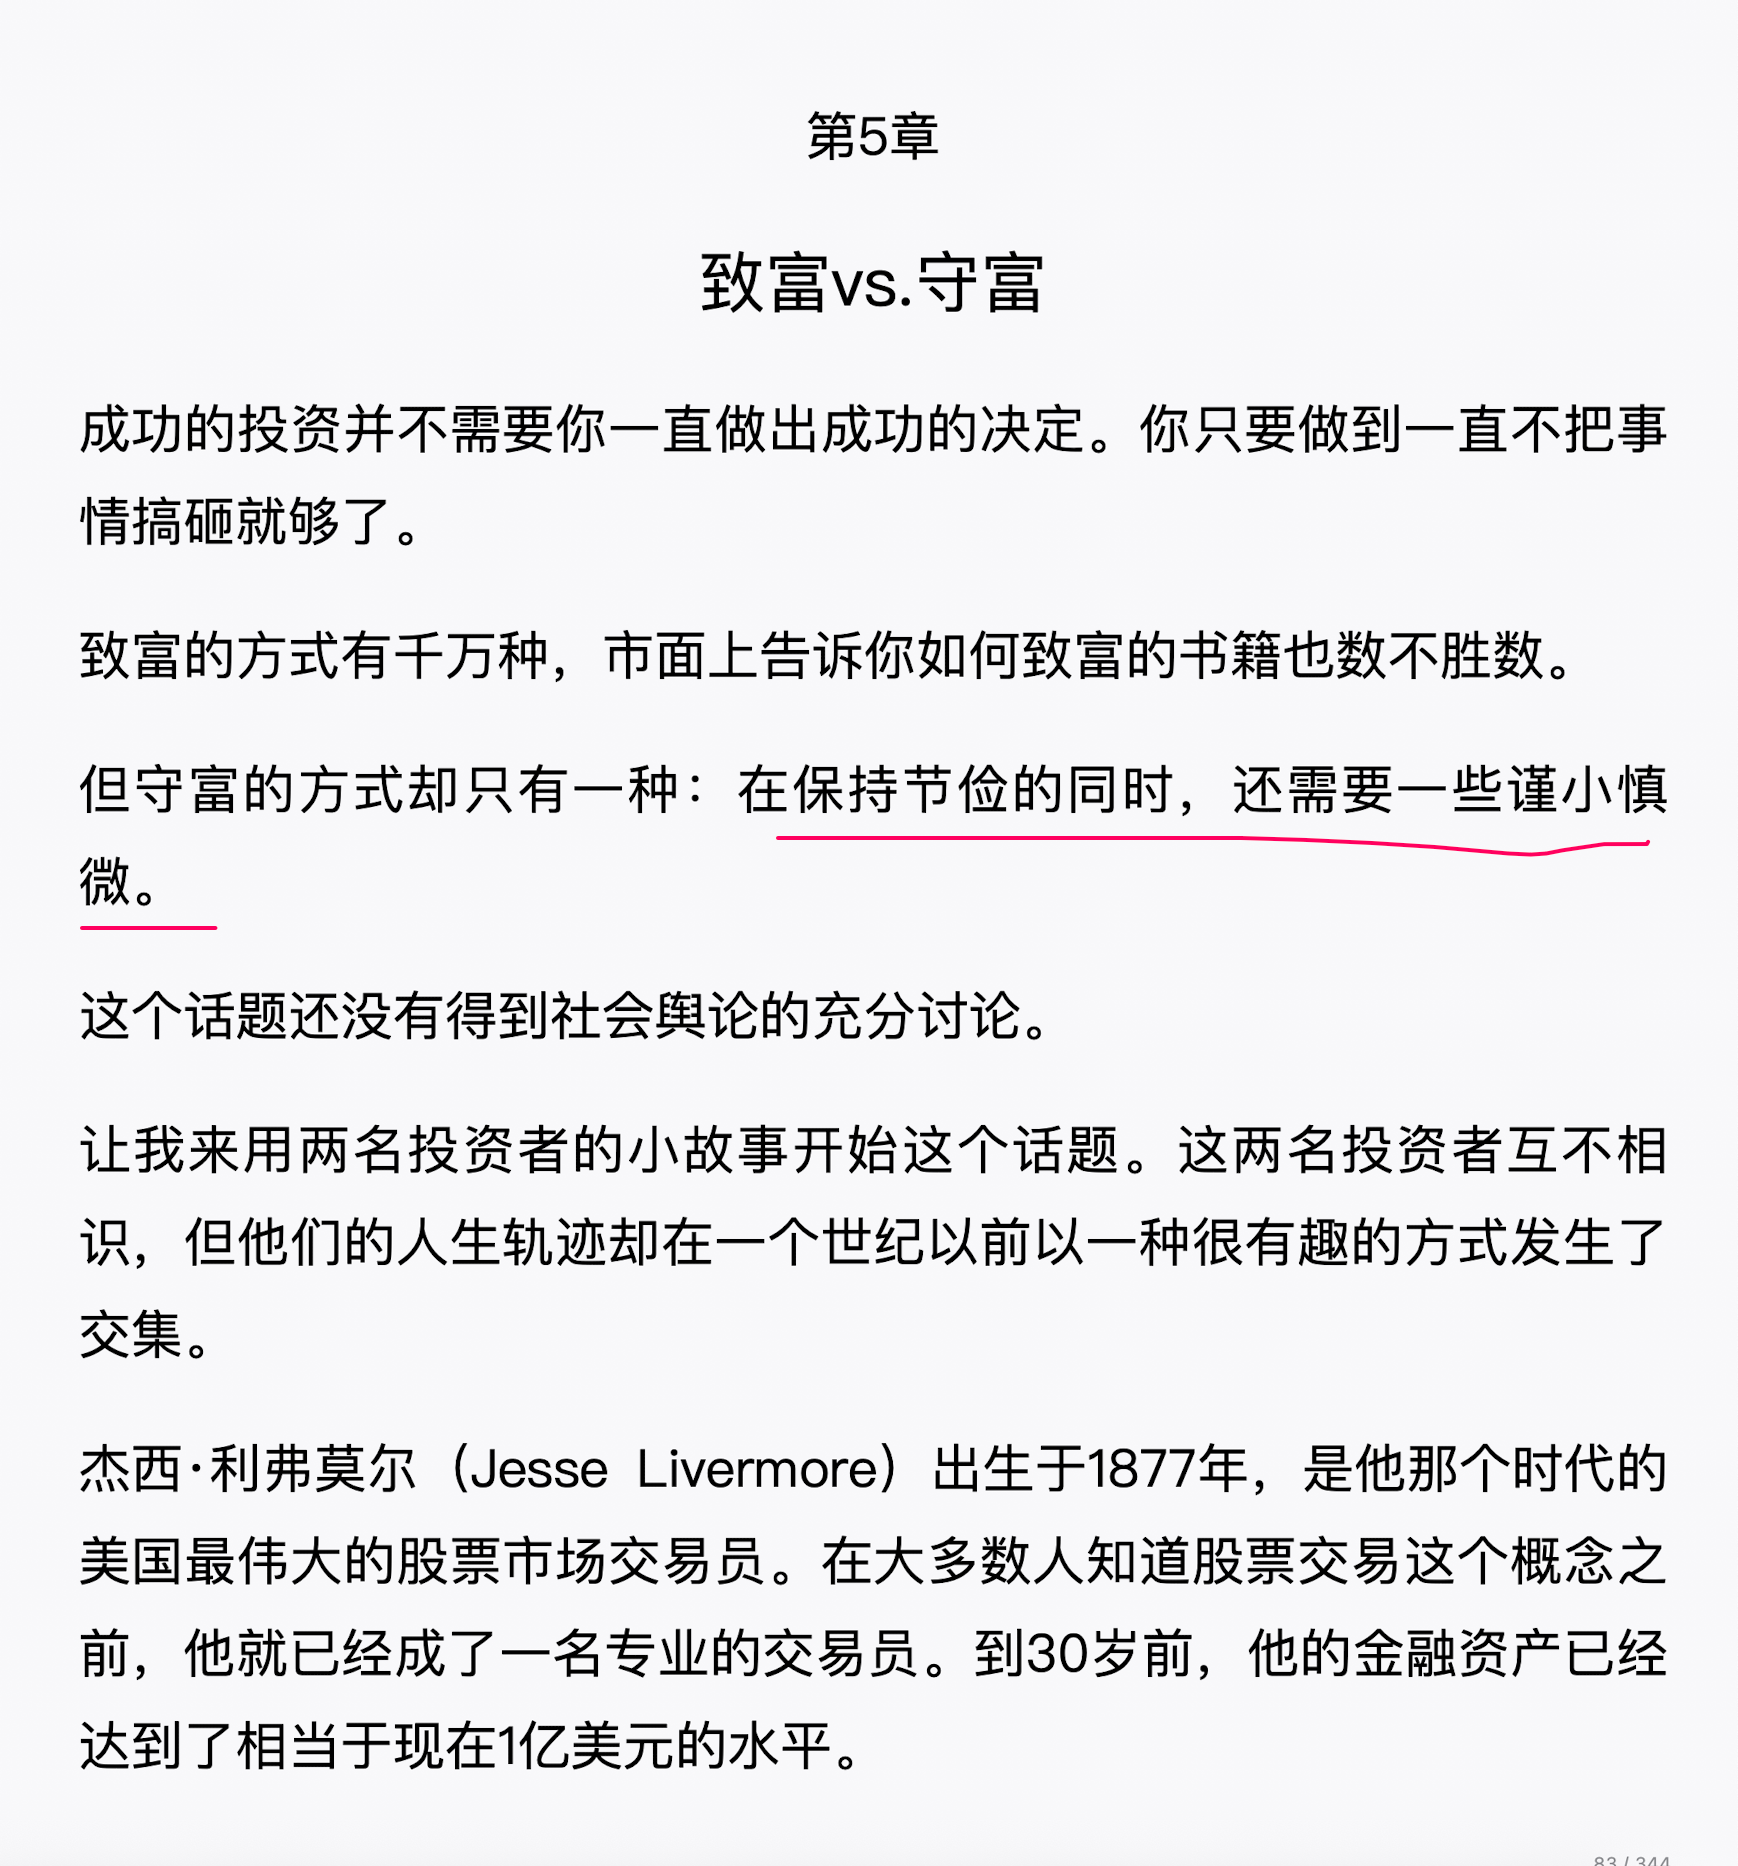 第5章
致富vs.守富
成功的投资并不需要你一直做出成功的决定。你只要做到一直不把事
情搞砸就够了。
致富的方式有千万种，市面上告诉你如何致富的书籍也数不胜数。
但守富的方式却只有一种：在保持节俭的同时，还需要一些谨小慎
微。
这个话题还没有得到社会舆论的充分讨论。
让我来用两名投资者的小故事开始这个话题。这两名投资者互不相
识，但他们的人生轨迹却在一个世纪以前以一种很有趣的方式发生了
交集。
杰西·利弗莫尔（Jesse Livermore）出生于1877年，是他那个时代的
美国最伟大的股票市场交易员。在大多数人知道股票交易这个概念之
前，他就已经成了一名专业的交易员。到30岁前，他的金融资产已经
达到了相当于现在1亿美元的水平。
83 / 344